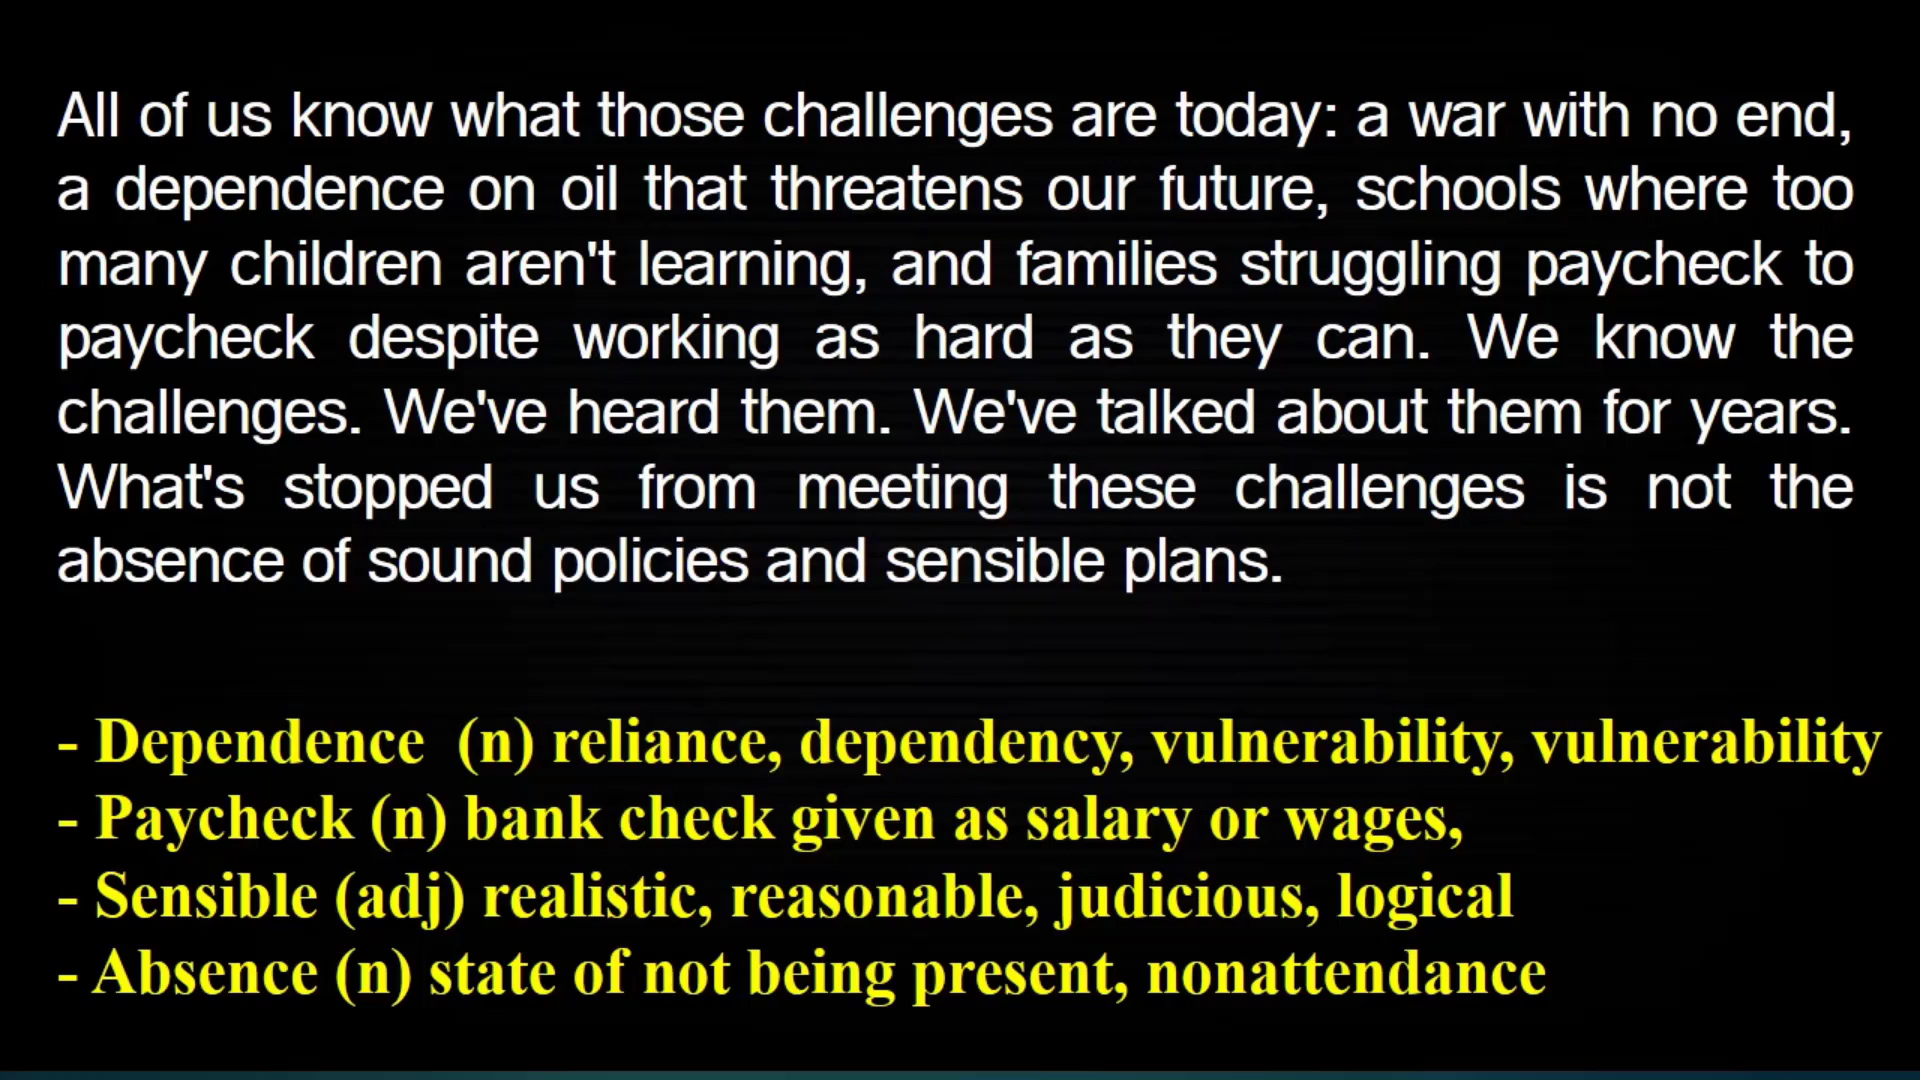 All of us know what those challenges are today: a war with no end,
a dependence on oil that threatens our future, schools where too
many children aren't learning, and families struggling paycheck to
paycheck despite working as hard as they can. We know the
challenges. We've heard them. We've talked about them for years.
What's stopped us from meeting these challenges is not the
absence of sound policies and sensible plans.
- Dependence (n) reliance, dependency, vulnerability, vulnerability
- Paycheck (n) bank check given as salary or wages,
- Sensible (adj) realistic, reasonable, judicious, logical
- Absence (n) state of not being present, nonattendance